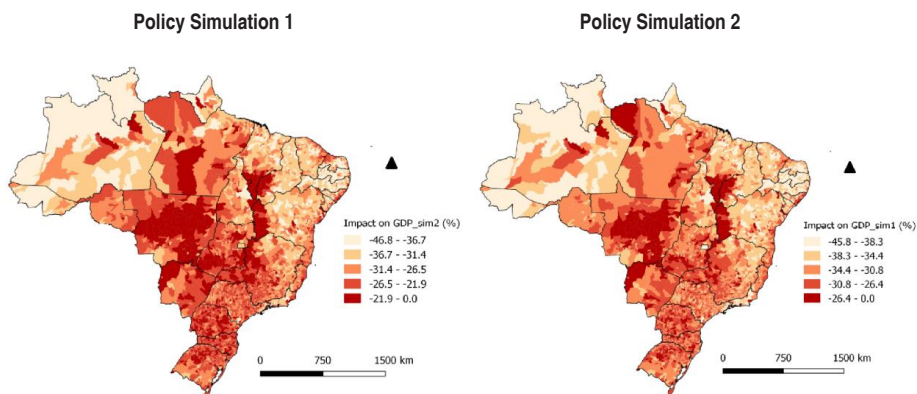 Policy Simulation 1
Policy Simulation 2
Impact on GDP_sim2 (%)
-46.8 - -36.7
-36.7 - -31.4
-31.4 - -26.5
-26.5 - -21.9
-21.9 - 0.0
0 750 1500 km
Impact on GDP_sim1 (%)
-45.8 - -38.3
-38.3 - -34.4
-34.4 - -30.8
-30.8 - -26.4
-26.4 - 0.0
0 750 1500 km